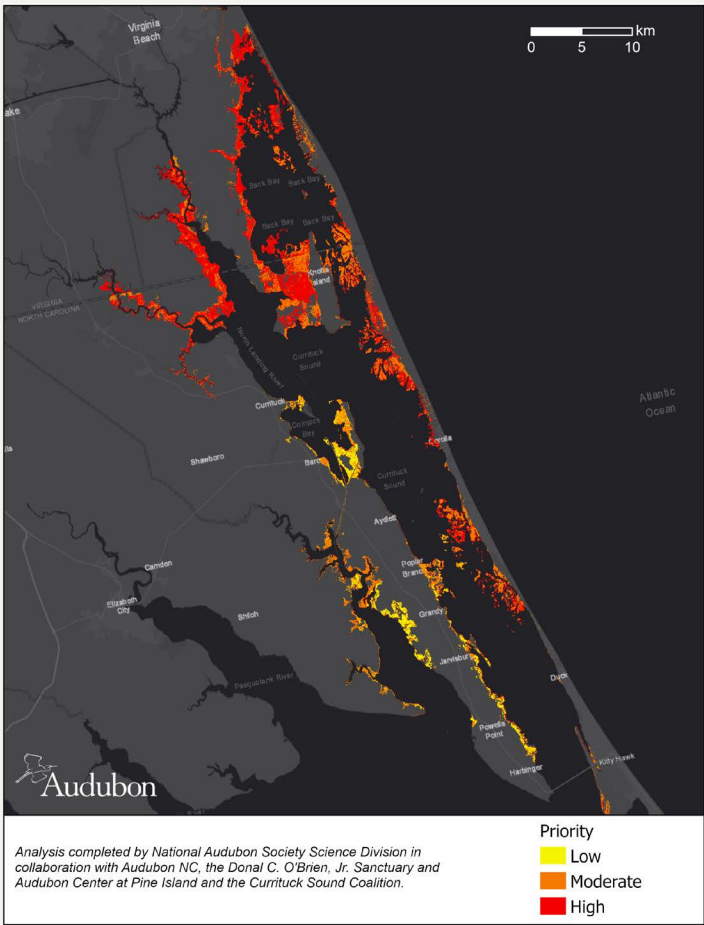 Virginia
Beach
km
0 5 10
ake
Back Bay
Back Bay
Back Bay
Back Bay
Knotts
Island
VIRGINIA
NORTH CAROLINA
North Landing River
Currituck
Sound
Atlantic
Ocean
Currituck
Coinjock
Bay
Corolla
Shawboro
Barco
Currituck
Sound
Aydlett
Camden
Poplar
Branch
Elizabeth
City
Shiloh
Grandy
Jarvisburg
Pasquotank River
Duck
Powells
Point
Kitty Hawk
Harbinger
Audubon
Analysis completed by National Audubon Society Science Division in
collaboration with Audubon NC, the Donal C. O'Brien, Jr. Sanctuary and
Audubon Center at Pine Island and the Currituck Sound Coalition.
Priority
Low
Moderate
High